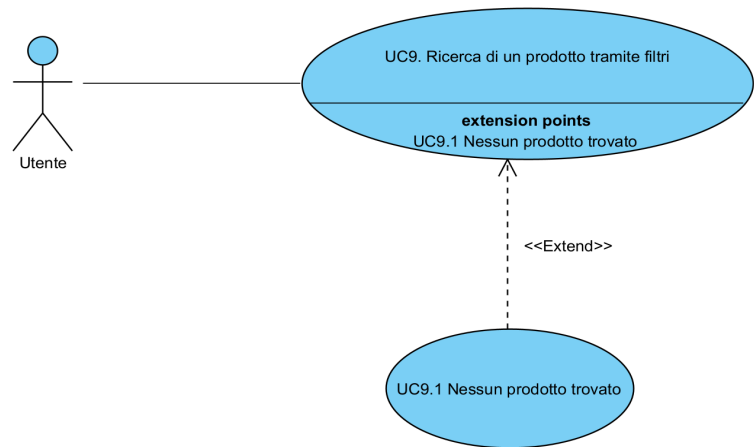 UC9. Ricerca di un prodotto tramite filtri
extension points
UC9.1 Nessun prodotto trovato
Utente
<<Extend>>
UC9.1 Nessun prodotto trovato